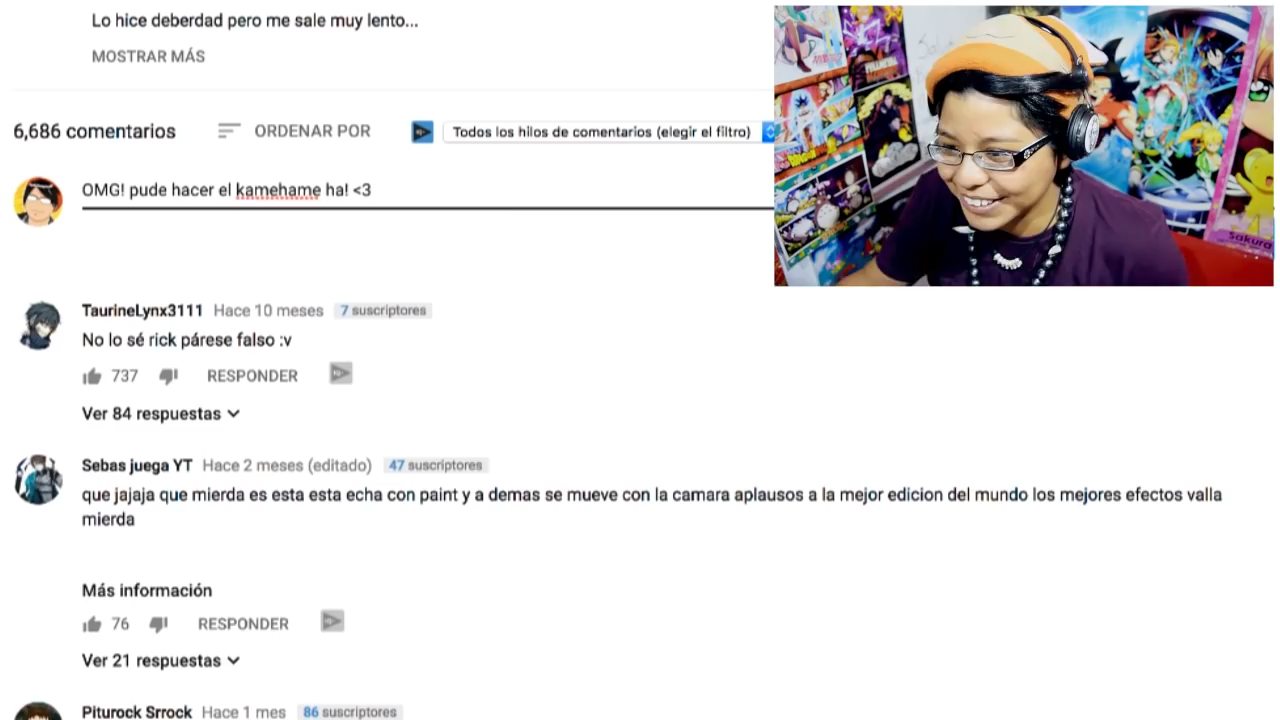 Lo hice deberdad pero me sale muy lento...
MOSTRAR MÁS
6,686 comentarios
ORDENAR POR
Todos los hilos de comentarios (elegir el filtro)
OMG! pude hacer el kamehame ha! <3
TaurineLynx3111 Hace 10 meses 7 suscriptores
No lo sé rick párese falso :v
737 RESPONDER
Ver 84 respuestas
Sebas juega YT Hace 2 meses (editado) 47 suscriptores
que jajaja que mierda es esta esta echa con paint y a demas se mueve con la camara aplausos a la mejor edicion del mundo los mejores efectos valla
mierda
Más información
76 RESPONDER
Ver 21 respuestas
Piturock Srrock Hace 1 mes 86 suscriptores
Sakura